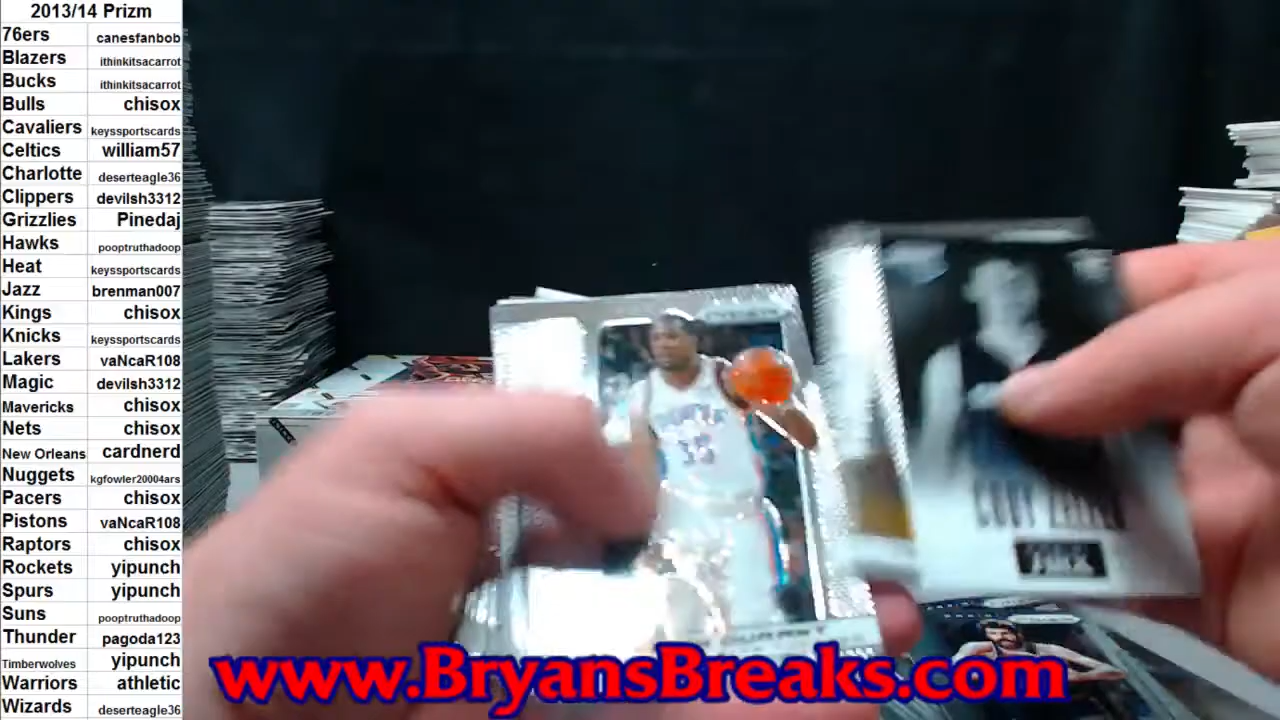 2013/14 Prizm
76ers canesfanbob
Blazers ithinkitsacarrot
Bucks ithinkitsacarrot
Bulls chisox
Cavaliers keyssportscards
Celtics william57
Charlotte deserteagle36
Clippers devilsh3312
Grizzlies Pinedaj
Hawks pooptruthadoop
Heat keyssportscards
Jazz brenman007
Kings chisox
Knicks keyssportscards
Lakers vaNcaR108
Magic devilsh3312
Mavericks chisox
Nets chisox
New Orleans cardnerd
Nuggets kgfowler20004ars
Pacers chisox
Pistons vaNcaR108
Raptors chisox
Rockets yipunch
Spurs yipunch
Suns pooptruthadoop
Thunder pagoda123
Timberwolves yipunch
Warriors athletic
Wizards deserteagle36
35
CODY
www.BryansBreaks.com